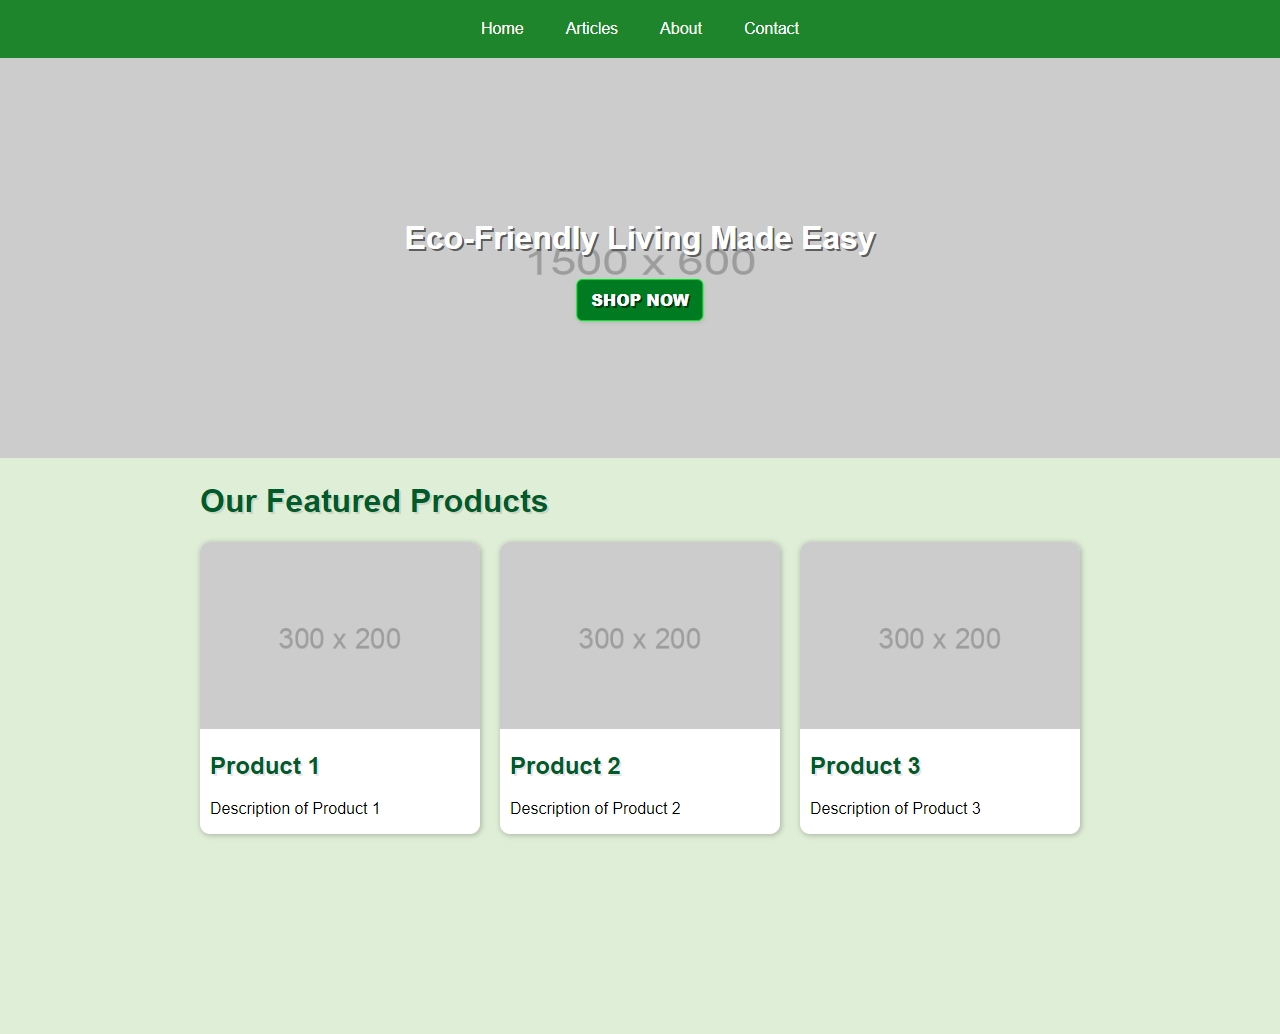 Home Articles About Contact
Eco-Friendly Living Made Easy
1500 x 600
SHOP NOW
Our Featured Products
300 x 200 300 x 200 300 x 200
Product 1 Product 2 Product 3
Description of Product 1 Description of Product 2 Description of Product 3